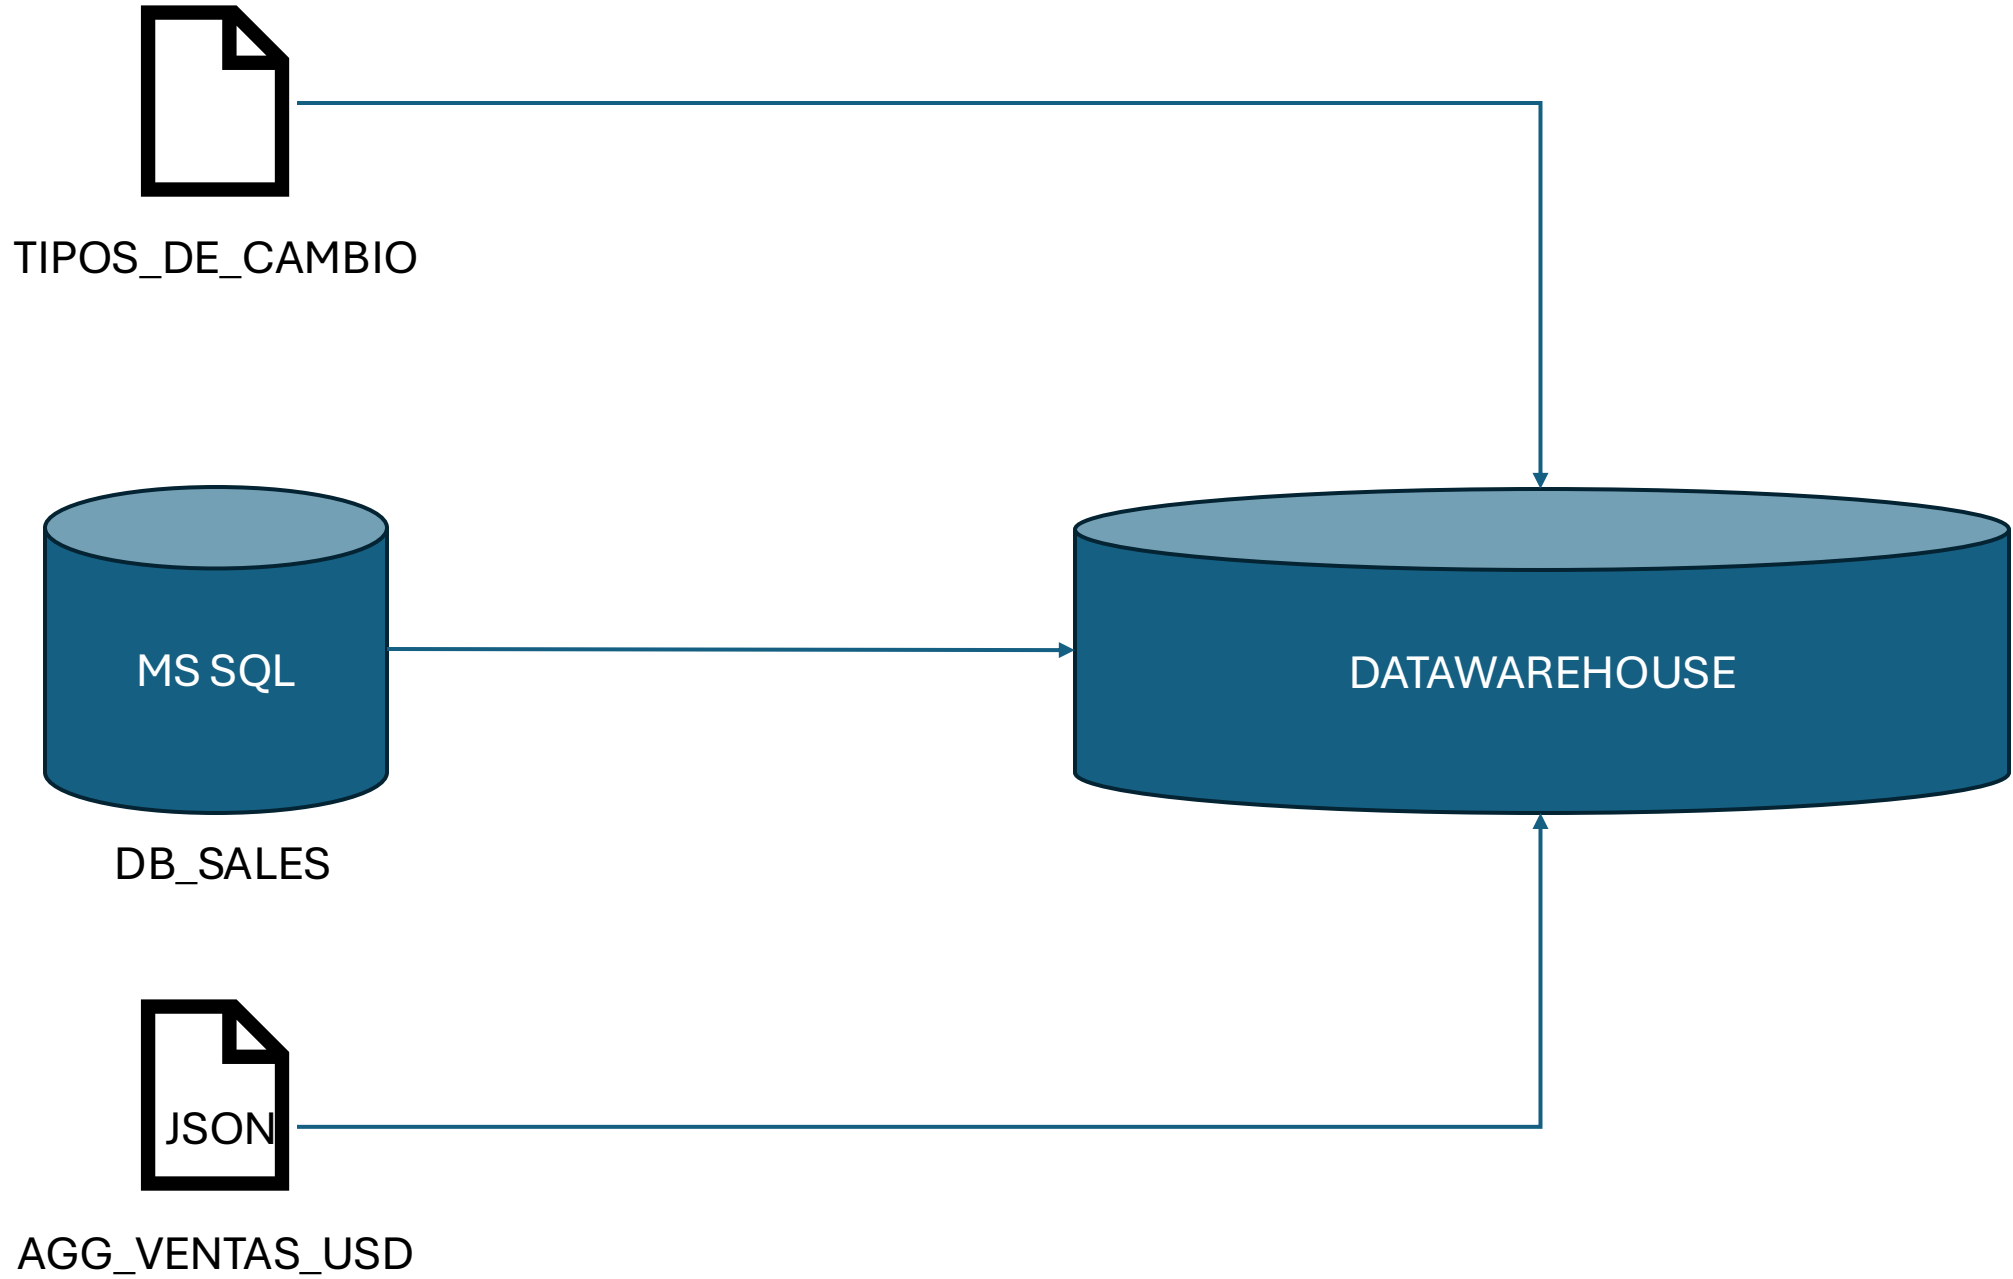 TIPOS_DE_CAMBIO
MS SQL
DATAWAREHOUSE
DB_SALES
JSON
AGG_VENTAS_USD